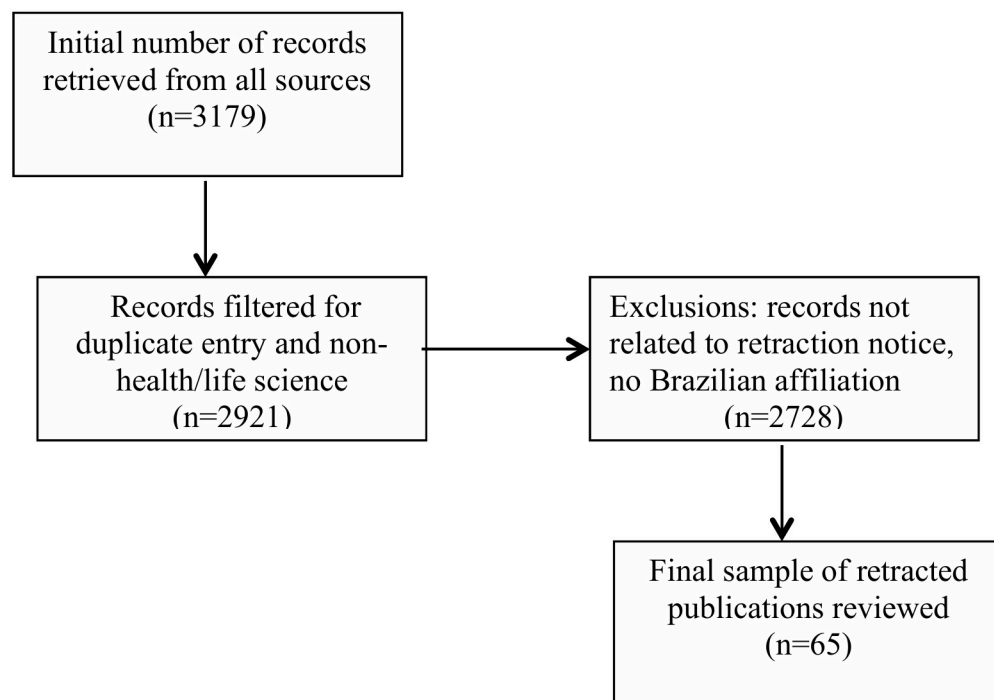 Initial number of records
retrieved from all sources
(n=3179)
Records filtered for
duplicate entry and non-
health/life science
(n=2921)
Exclusions: records not
related to retraction notice,
no Brazilian affiliation
(n=2728)
Final sample of retracted
publications reviewed
(n=65)